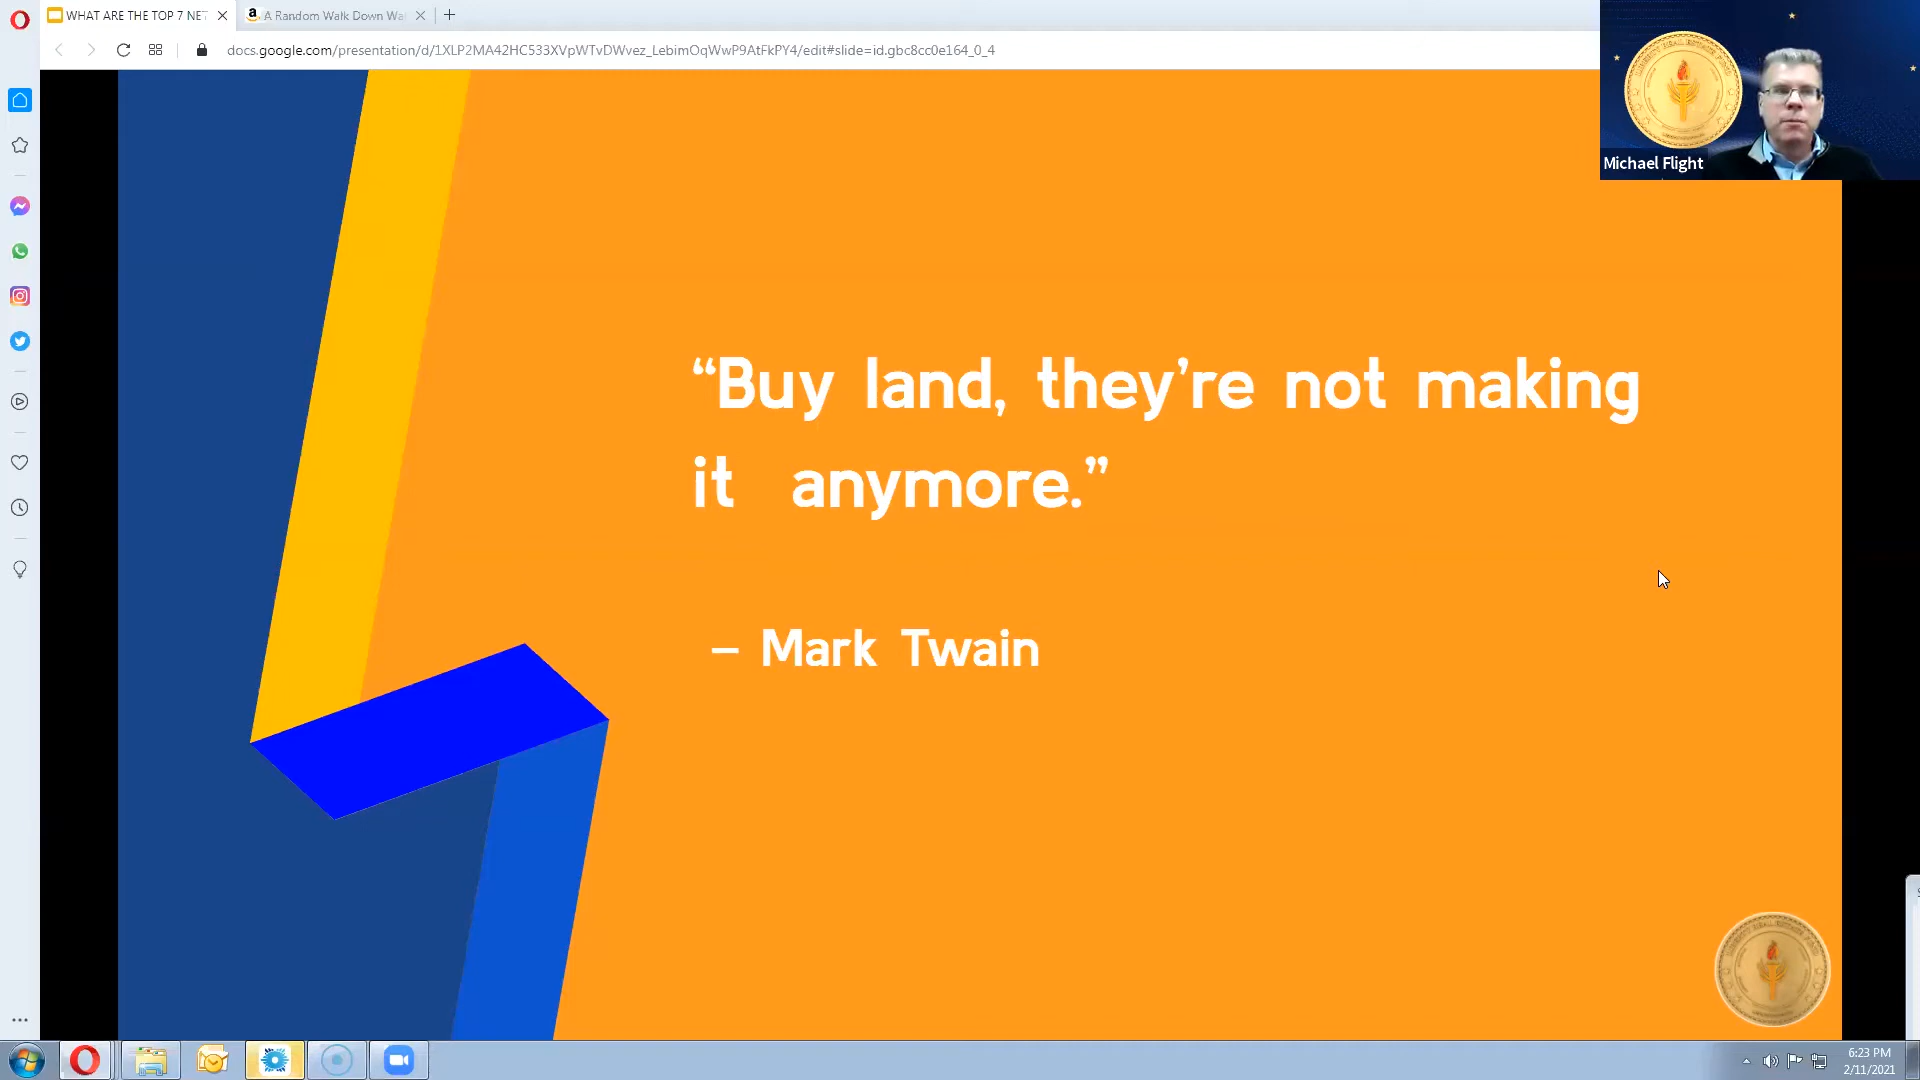 WHAT ARE THE TOP 7 NET
A Random Walk Down Wa
docs.google.com/presentation/d/1XLP2MA42HC533XVpWTvDWvez_LebimOqWwP9AtFkPY4/edit#slide=id.gbc8cc0e164_0_4
Michael Flight
“Buy land, they’re not making
it anymore.”
– Mark Twain
6:23 PM
2/11/2021